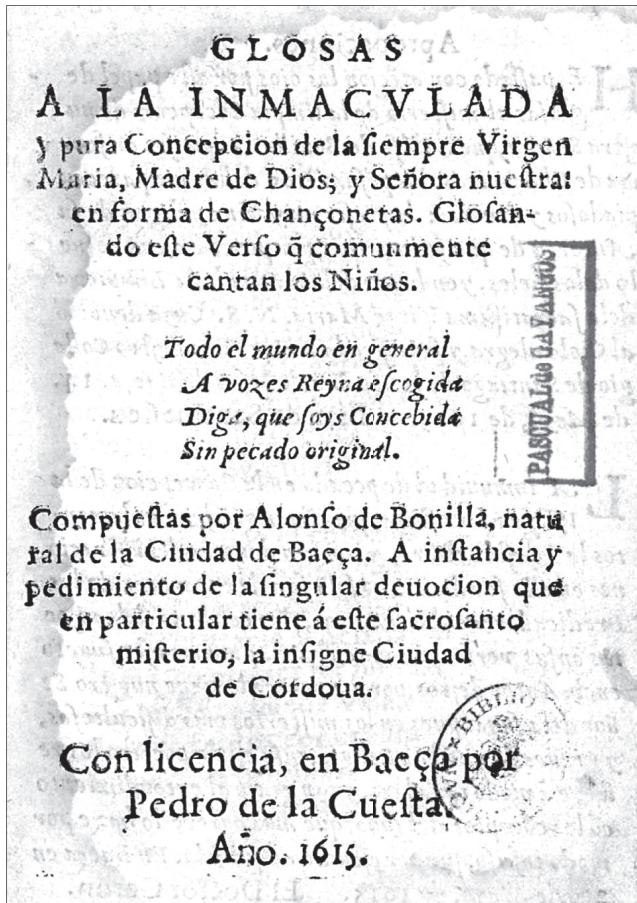 GLOSAS
A LA INMACVLADA
y pura Concepcion de la ſiempre Virgen
Maria, Madre de Dios; y Señora nueſtra:
en forma de Chançonetas. Gloſan-
do eſte Verſo q̃ comunmente
cantan los Niños.
Todo el mundo en general
A vozes Reyna eſcogida
Diga, que ſoys Concebida
Sin pecado original.
PASCUAL de GAYANGOS
Compueſtas por Alonſo de Bonilla, natu
ral de la Ciudad de Baeça. A inſtancia y
pedimiento de la ſingular deuocion que
en particular tiene á eſte ſacroſanto
miſterio, la inſigne Ciudad
de Cordoua.
Con licencia, en Baeça por
Pedro de la Cueſta.
Año. 1615.
BIBLIO